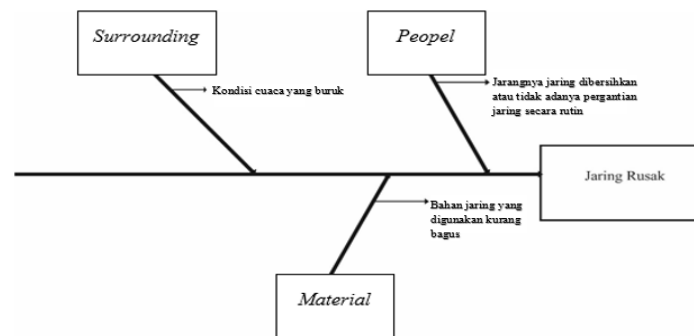 Surrounding
Peopel
Kondisi cuaca yang buruk
Jarangnya jaring dibersihkan
atau tidak adanya pergantian
jaring secara rutin
Jaring Rusak
Bahan jaring yang
digunakan kurang
bagus
Material